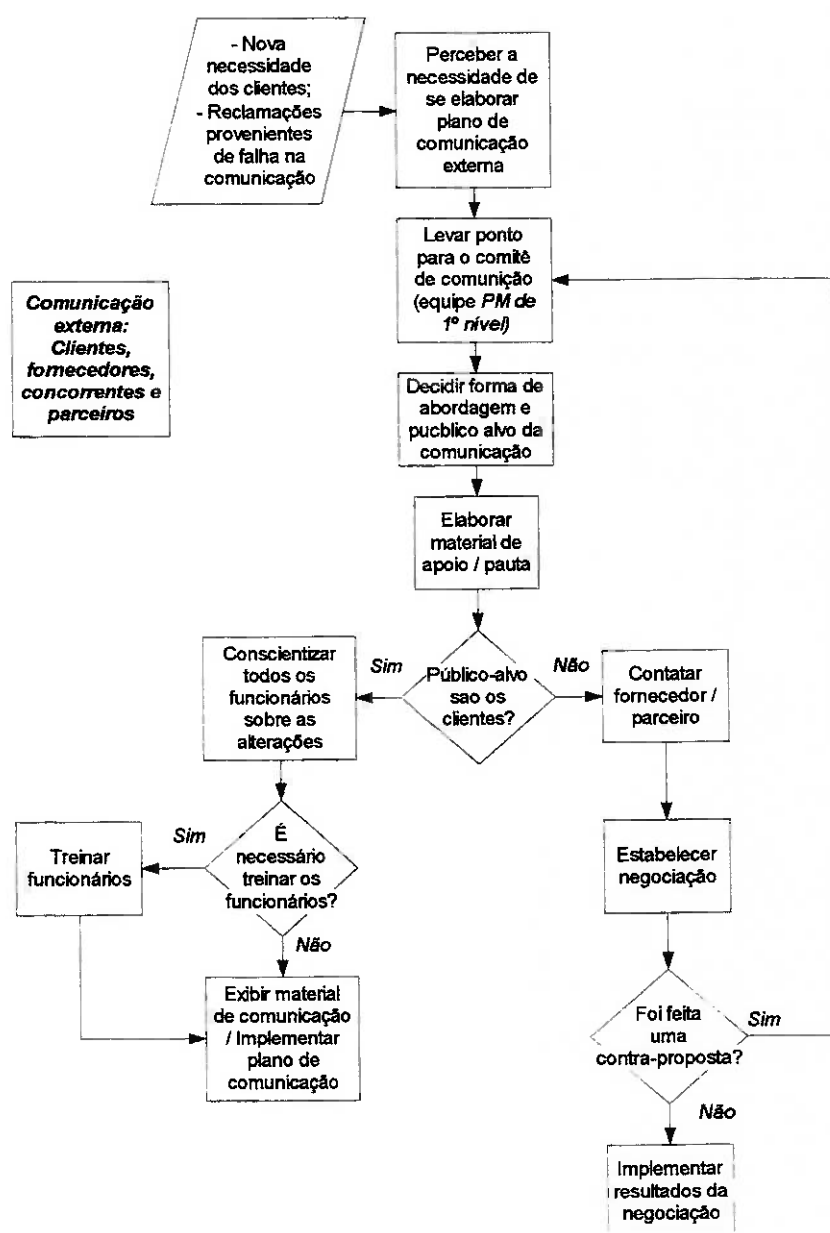 - Nova
necessidade
dos clientes;
- Reclamações
provenientes
de falha na
comunicação
Perceber a
necessidade de
se elaborar
plano de
comunicação
externa
Levar ponto
para o comitê
de comunição
(equipe PM de
1º nível)
Comunicação
externa:
Clientes,
fornecedores,
concorrentes e
parceiros
Decidir forma de
abordagem e
pucblico alvo da
comunicação
Elaborar
material de
apoio / pauta
Público-alvo
sao os
clientes?
Sim
Não
Conscientizar
todos os
funcionários
sobre as
alterações
Contatar
fornecedor /
parceiro
É
necessário
treinar os
funcionários?
Sim
Não
Treinar
funcionários
Estabelecer
negociação
Exibir material
de comunicação
/ Implementar
plano de
comunicação
Foi feita
uma
contra-proposta?
Sim
Não
Implementar
resultados da
negociação